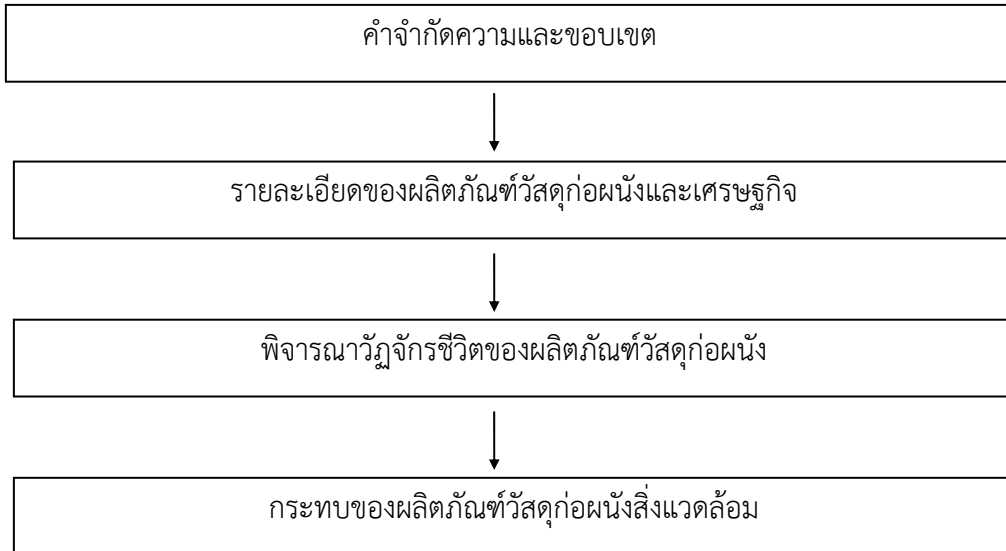 คำจำกัดความและขอบเขต
รายละเอียดของผลิตภัณฑ์วัสดุก่อผนังและเศรษฐกิจ
พิจารณาวัฏจักรชีวิตของผลิตภัณฑ์วัสดุก่อผนัง
กระทบของผลิตภัณฑ์วัสดุก่อผนังสิ่งแวดล้อม